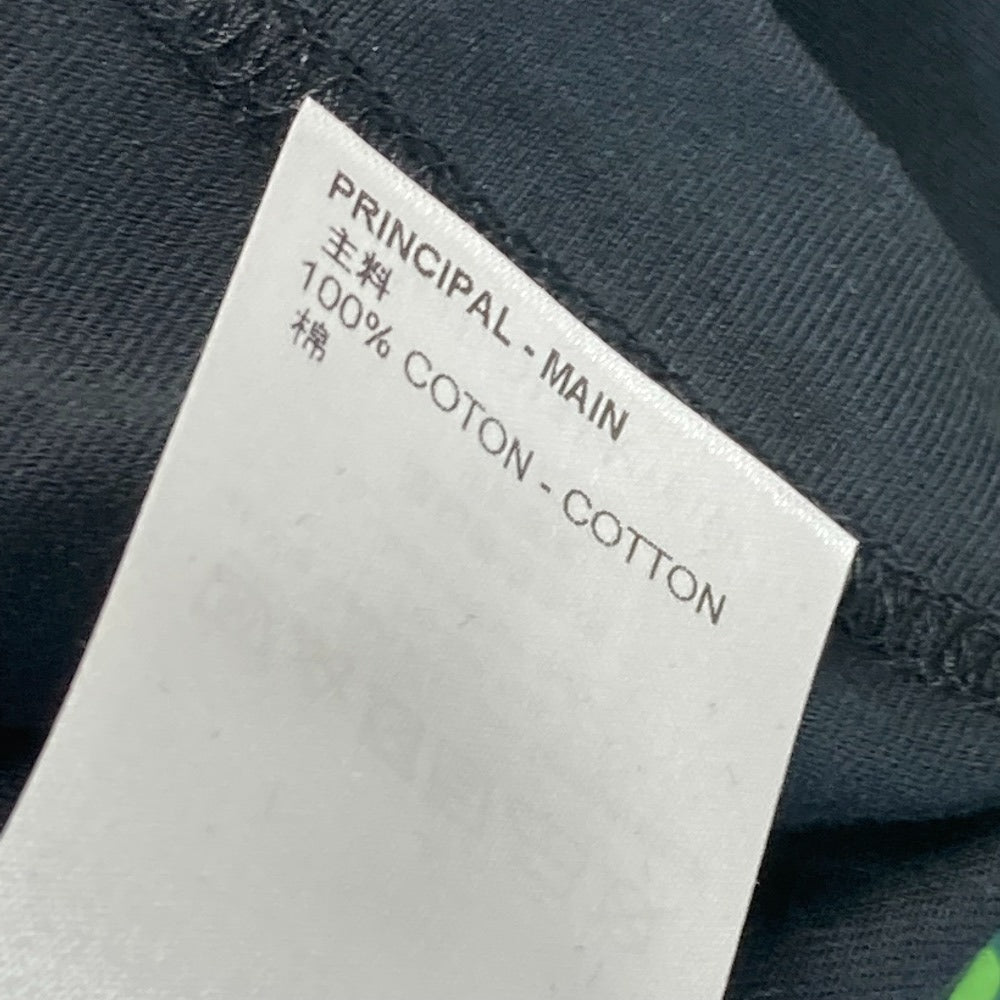 PRINCIPAL - MAIN
主料
100% COTON - COTTON
棉